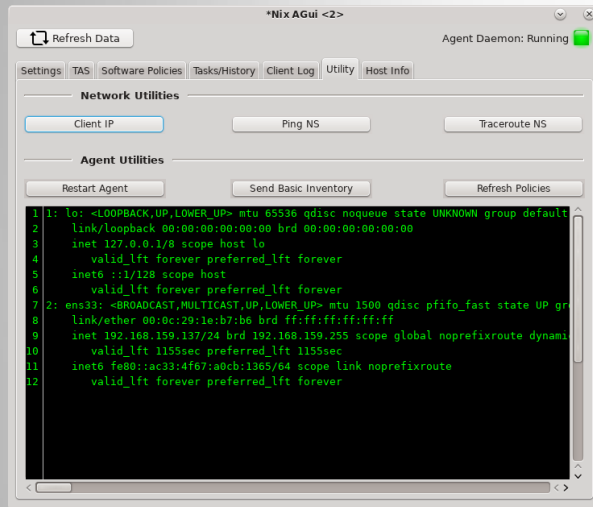 *Nix AGui <2>
Refresh Data
Agent Daemon: Running
Settings TAS Software Policies Tasks/History Client Log Utility Host Info
Network Utilities
Client IP Ping NS Traceroute NS
Agent Utilities
Restart Agent Send Basic Inventory Refresh Policies
1 1: lo: <LOOPBACK,UP,LOWER_UP> mtu 65536 qdisc noqueue state UNKNOWN group default
2 link/loopback 00:00:00:00:00:00 brd 00:00:00:00:00:00
3 inet 127.0.0.1/8 scope host lo
4 valid_lft forever preferred_lft forever
5 inet6 ::1/128 scope host
6 valid_lft forever preferred_lft forever
7 2: ens33: <BROADCAST,MULTICAST,UP,LOWER_UP> mtu 1500 qdisc pfifo_fast state UP gr
8 link/ether 00:0c:29:1e:b7:b6 brd ff:ff:ff:ff:ff:ff
9 inet 192.168.159.137/24 brd 192.168.159.255 scope global noprefixroute dynami
10 valid_lft 1155sec preferred_lft 1155sec
11 inet6 fe80::ac33:4f67:a0cb:1365/64 scope link noprefixroute
12 valid_lft forever preferred_lft forever